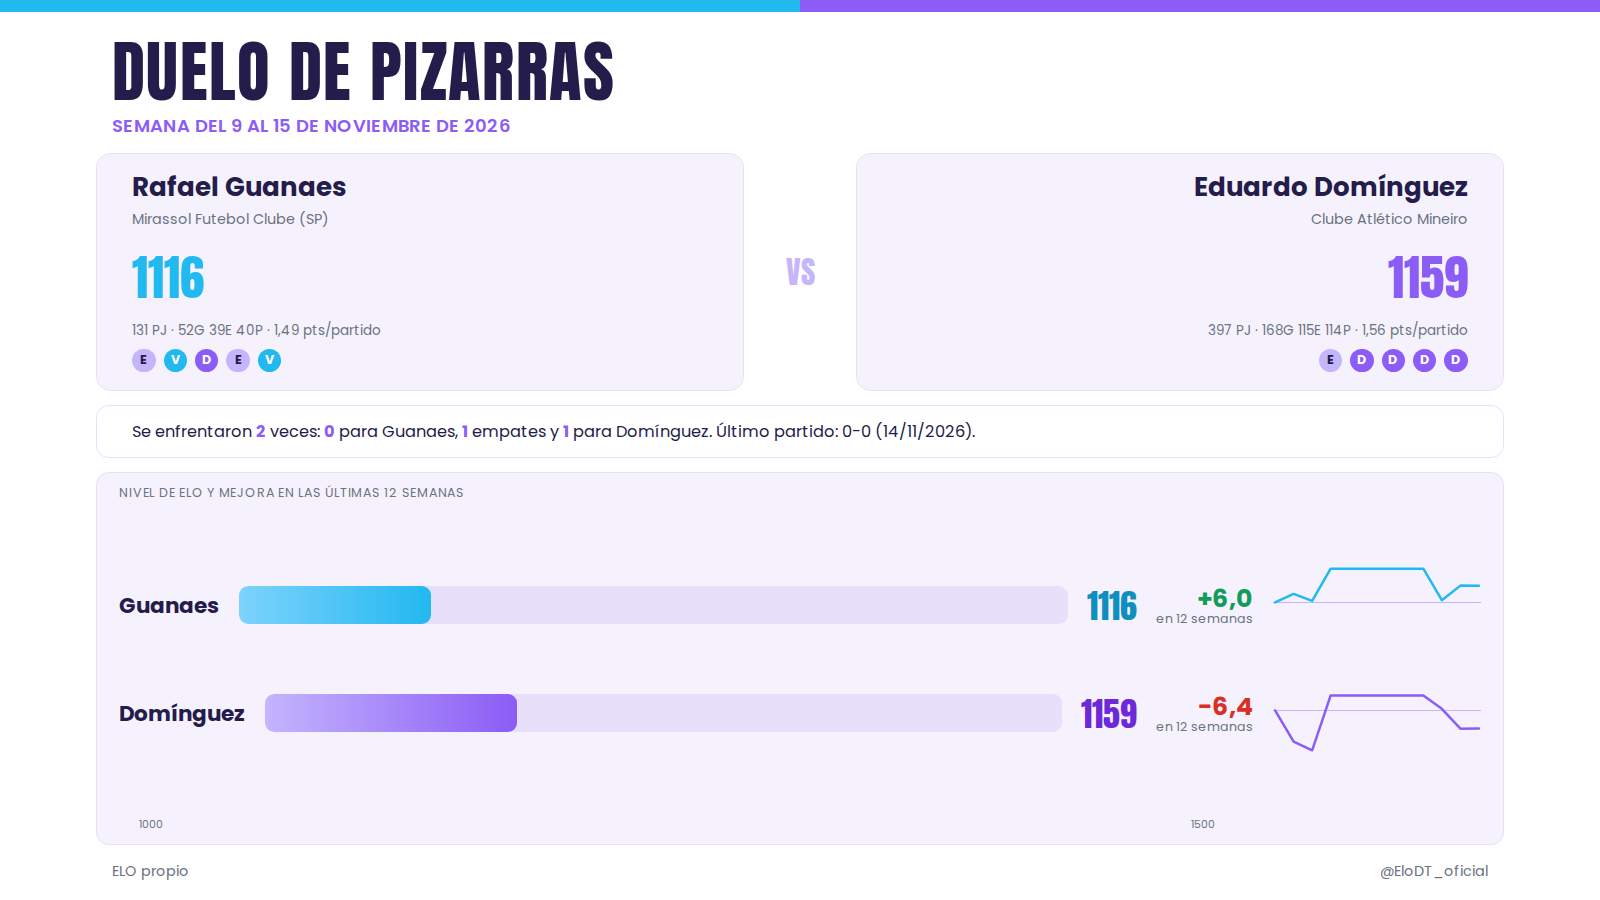 DUELO DE PIZARRAS
SEMANA DEL 9 AL 15 DE NOVIEMBRE DE 2026
Rafael Guanaes
Mirassol Futebol Clube (SP)
1116
131 PJ · 52G 39E 40P · 1,49 pts/partido
E V D E V
VS
Eduardo Domínguez
Clube Atlético Mineiro
1159
397 PJ · 168G 115E 114P · 1,56 pts/partido
E D D D D
Se enfrentaron 2 veces: 0 para Guanaes, 1 empates y 1 para Domínguez. Último partido: 0-0 (14/11/2026).
NIVEL DE ELO Y MEJORA EN LAS ÚLTIMAS 12 SEMANAS
Guanaes 1116 +6,0
en 12 semanas
Domínguez 1159 −6,4
en 12 semanas
1000 1500
ELO propio @EloDT_oficial